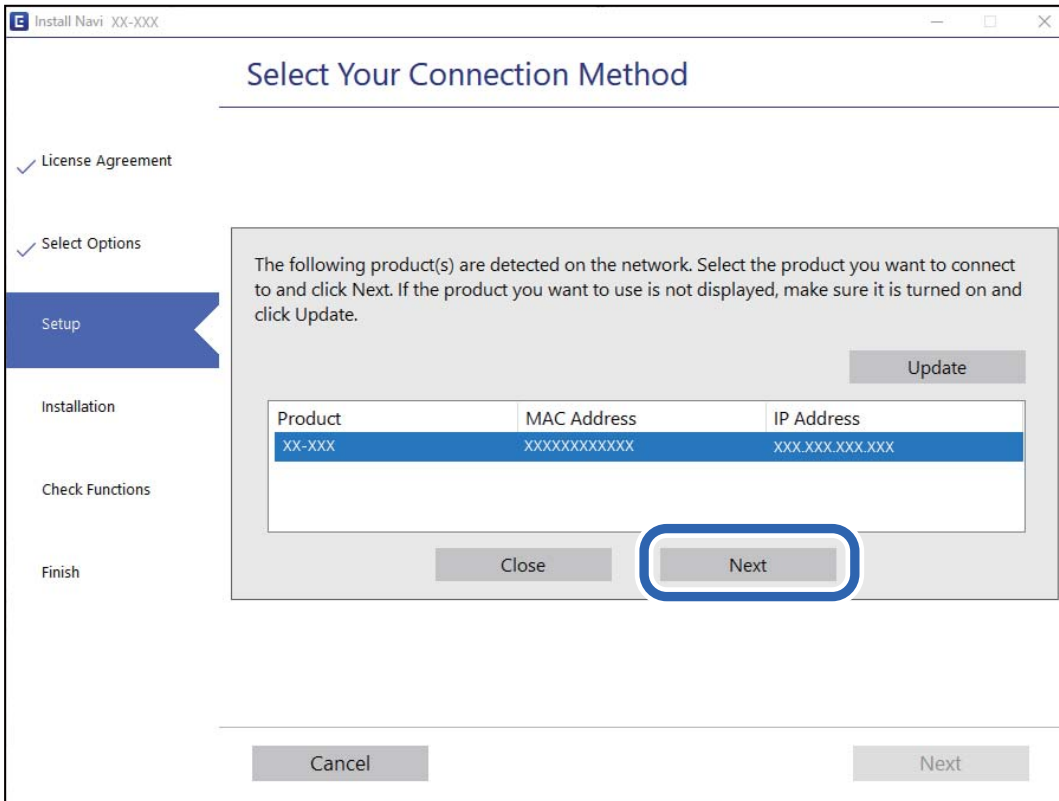 E Install Navi XX-XXX
Select Your Connection Method
License Agreement
Select Options
Setup
Installation
Check Functions
Finish
The following product(s) are detected on the network. Select the product you want to connect
to and click Next. If the product you want to use is not displayed, make sure it is turned on and
click Update.
Update
Product MAC Address IP Address
XX-XXX XXXXXXXXXXXX XXX.XXX.XXX.XXX
Close Next
Cancel Next